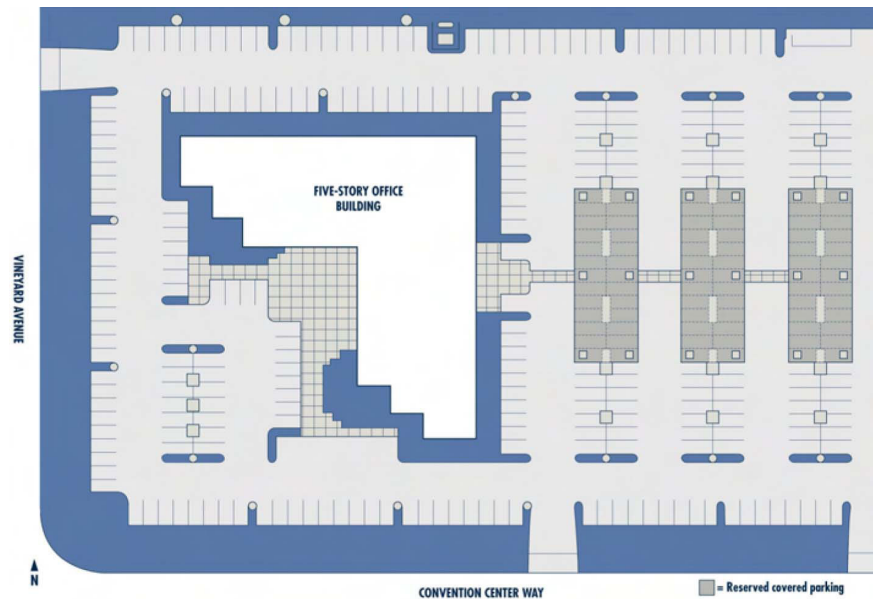 FIVE-STORY OFFICE
BUILDING
VINEYARD AVENUE
N
CONVENTION CENTER WAY
= Reserved covered parking